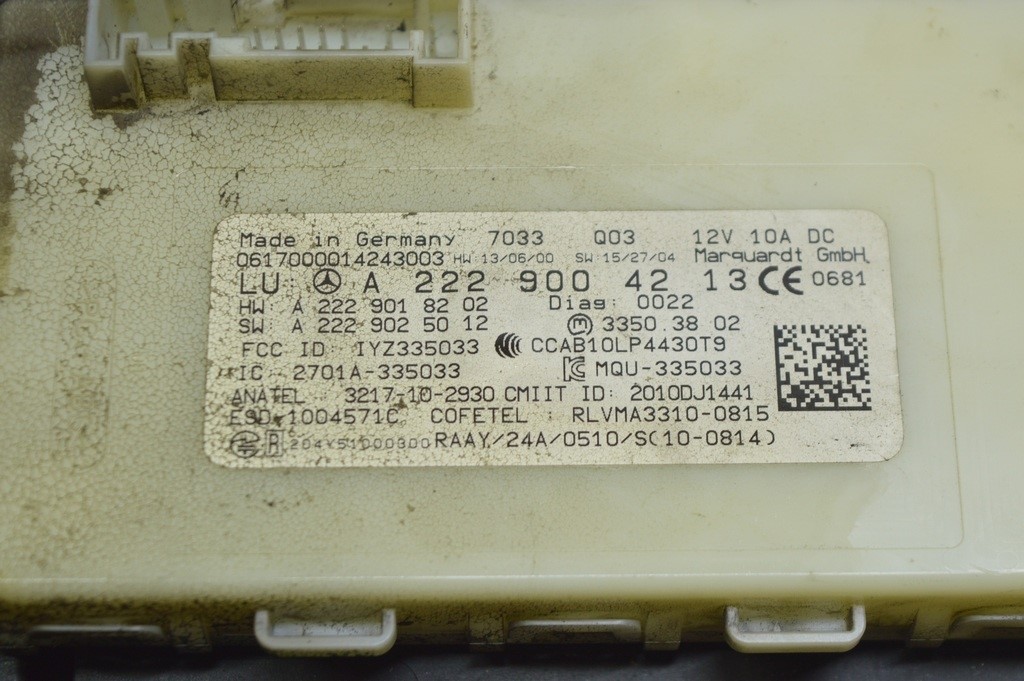 Made in Germany 7033 Q03 12V 10A DC
0617000014243003 HW:13/06/00 SW:15/27/04 Marquardt GmbH
LU: A 222 900 42 13 CE 0681
HW: A 222 901 82 02 Diag: 0022
SW: A 222 902 50 12 m 3350.38 02
FCC ID: IYZ335033 CCAB10LP4430T9
IC: 2701A-335033 MQU-335033
ANATEL: 3217-10-2930 CMIIT ID: 2010DJ1441
ESD-1004571C COFETEL: RLVMA3310-0815
R RAAY/24A/0510/S(10-0814)